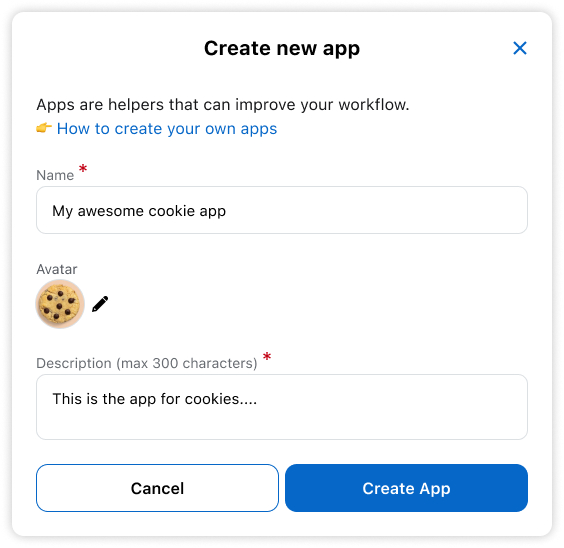 Create new app
Apps are helpers that can improve your workflow.
👉 How to create your own apps
Name *
My awesome cookie app
Avatar
Description (max 300 characters) *
This is the app for cookies....
Cancel
Create App